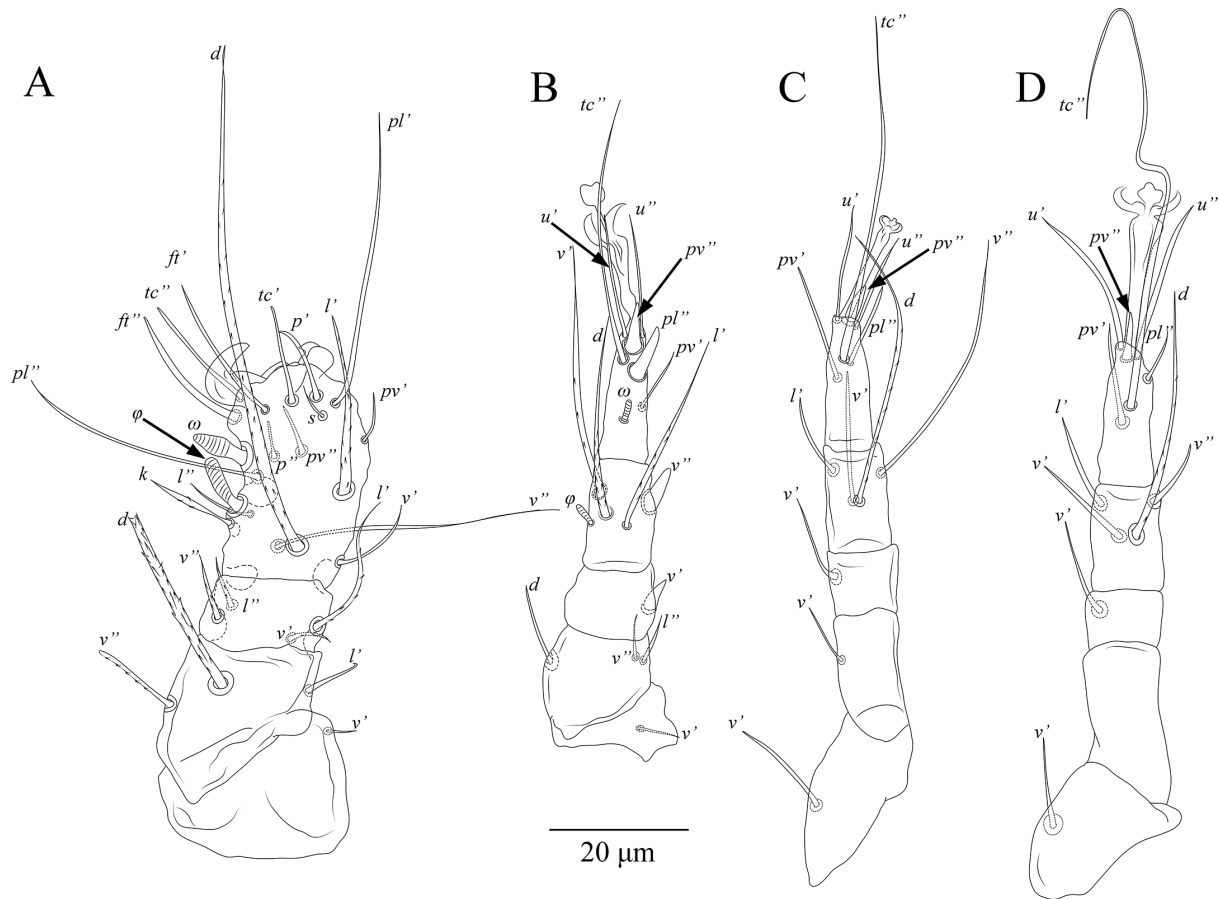 A
d
pl’
ft’
tc”
ft”
tc’
p’
l’
pl”
pv’
φ
ω
s
p”
pv”
l”
k
l’
v’
v”
d
v”
l”
v’
v”
l’
v’
B
tc”
u’
u”
v’
pv”
d
pl”
pv’
l’
ω
v”
φ
d
v’
l”
v”
v’
20 μm
C
tc”
u’
u”
pv”
v”
pv’
d
pl”
v’
l’
v’
v’
v’
D
tc”
u’
u”
pv”
d
pv’
pl”
l’
v”
v’
v’
v’